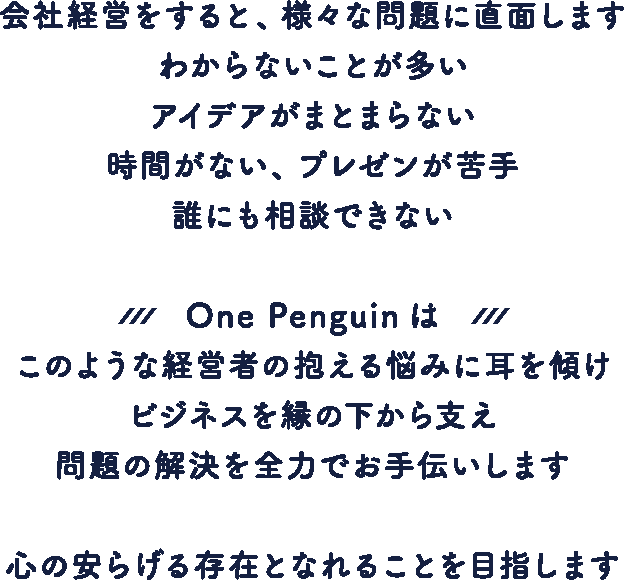 会社経営をすると、様々な問題に直面します
わからないことが多い
アイデアがまとまらない
時間がない、プレゼンが苦手
誰にも相談できない
One Penguin は
このような経営者の抱える悩みに耳を傾け
ビジネスを縁の下から支え
問題の解決を全力でお手伝いします
心の安らげる存在となれることを目指します